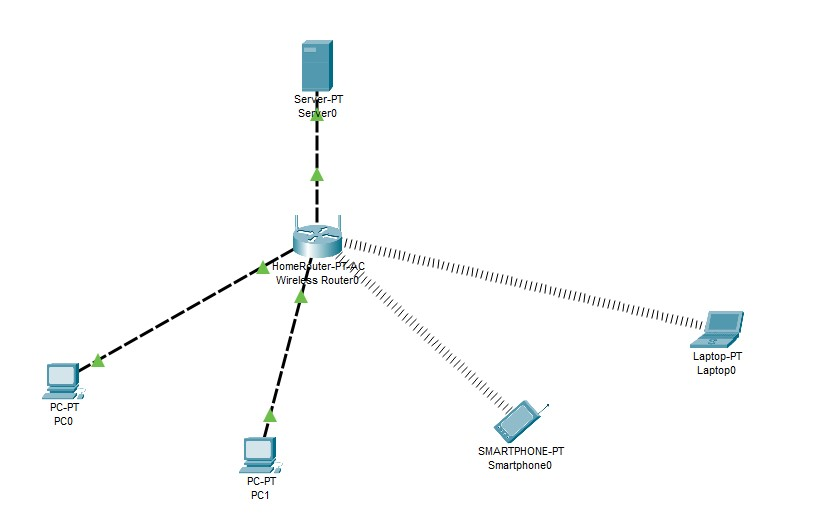 Server-PT
Server0
HomeRouter-PT-AC
Wireless Router0
Laptop-PT
Laptop0
PC-PT
PC0
SMARTPHONE-PT
Smartphone0
PC-PT
PC1